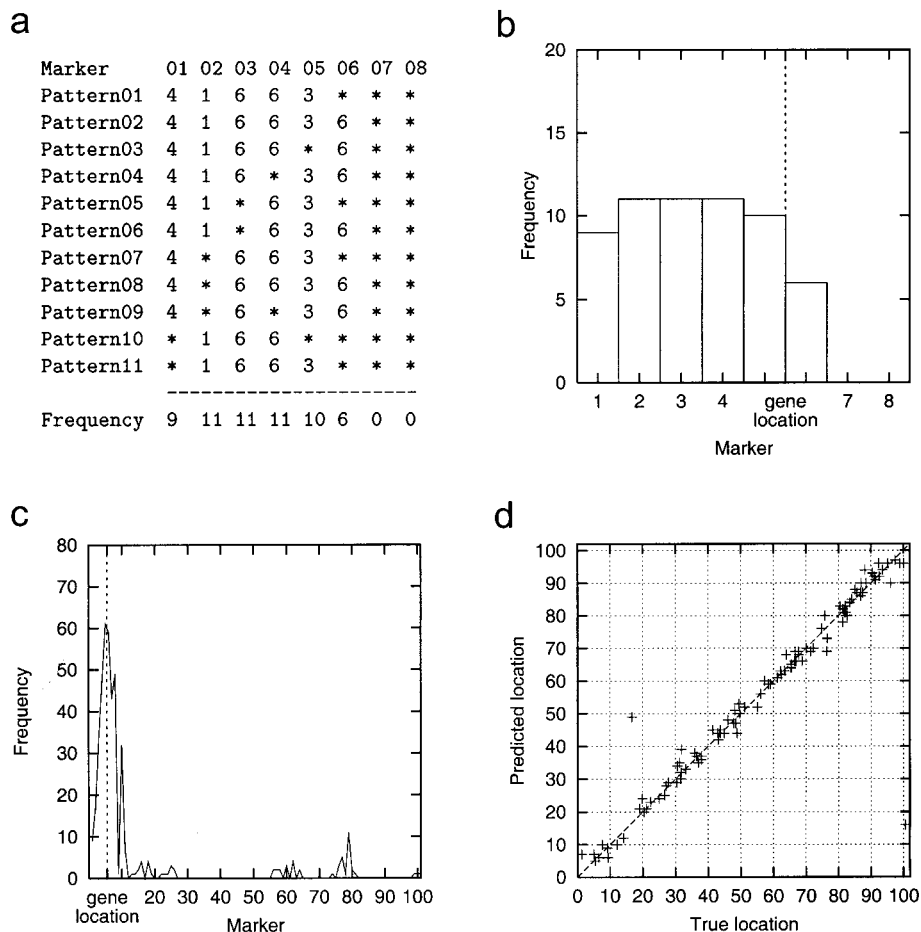 a
Marker 01 02 03 04 05 06 07 08
Pattern01 4 1 6 6 3 * * *
Pattern02 4 1 6 6 3 6 * *
Pattern03 4 1 6 6 * 6 * *
Pattern04 4 1 6 * 3 6 * *
Pattern05 4 1 * 6 3 * * *
Pattern06 4 1 * 6 3 6 * *
Pattern07 4 * 6 6 3 * * *
Pattern08 4 * 6 6 3 6 * *
Pattern09 4 * 6 * 3 6 * *
Pattern10 * 1 6 6 * * * *
Pattern11 * 1 6 6 3 * * *
Frequency 9 11 11 11 10 6 0 0
b
20
15
10
5
0
Frequency
1 2 3 4 gene 7 8
location
Marker
c
80
70
60
50
40
30
20
10
0
Frequency
gene 20 30 40 50 60 70 80 90 100
location
Marker
d
100
90
80
70
60
50
40
30
20
10
0
Predicted location
0 10 20 30 40 50 60 70 80 90 100
True location